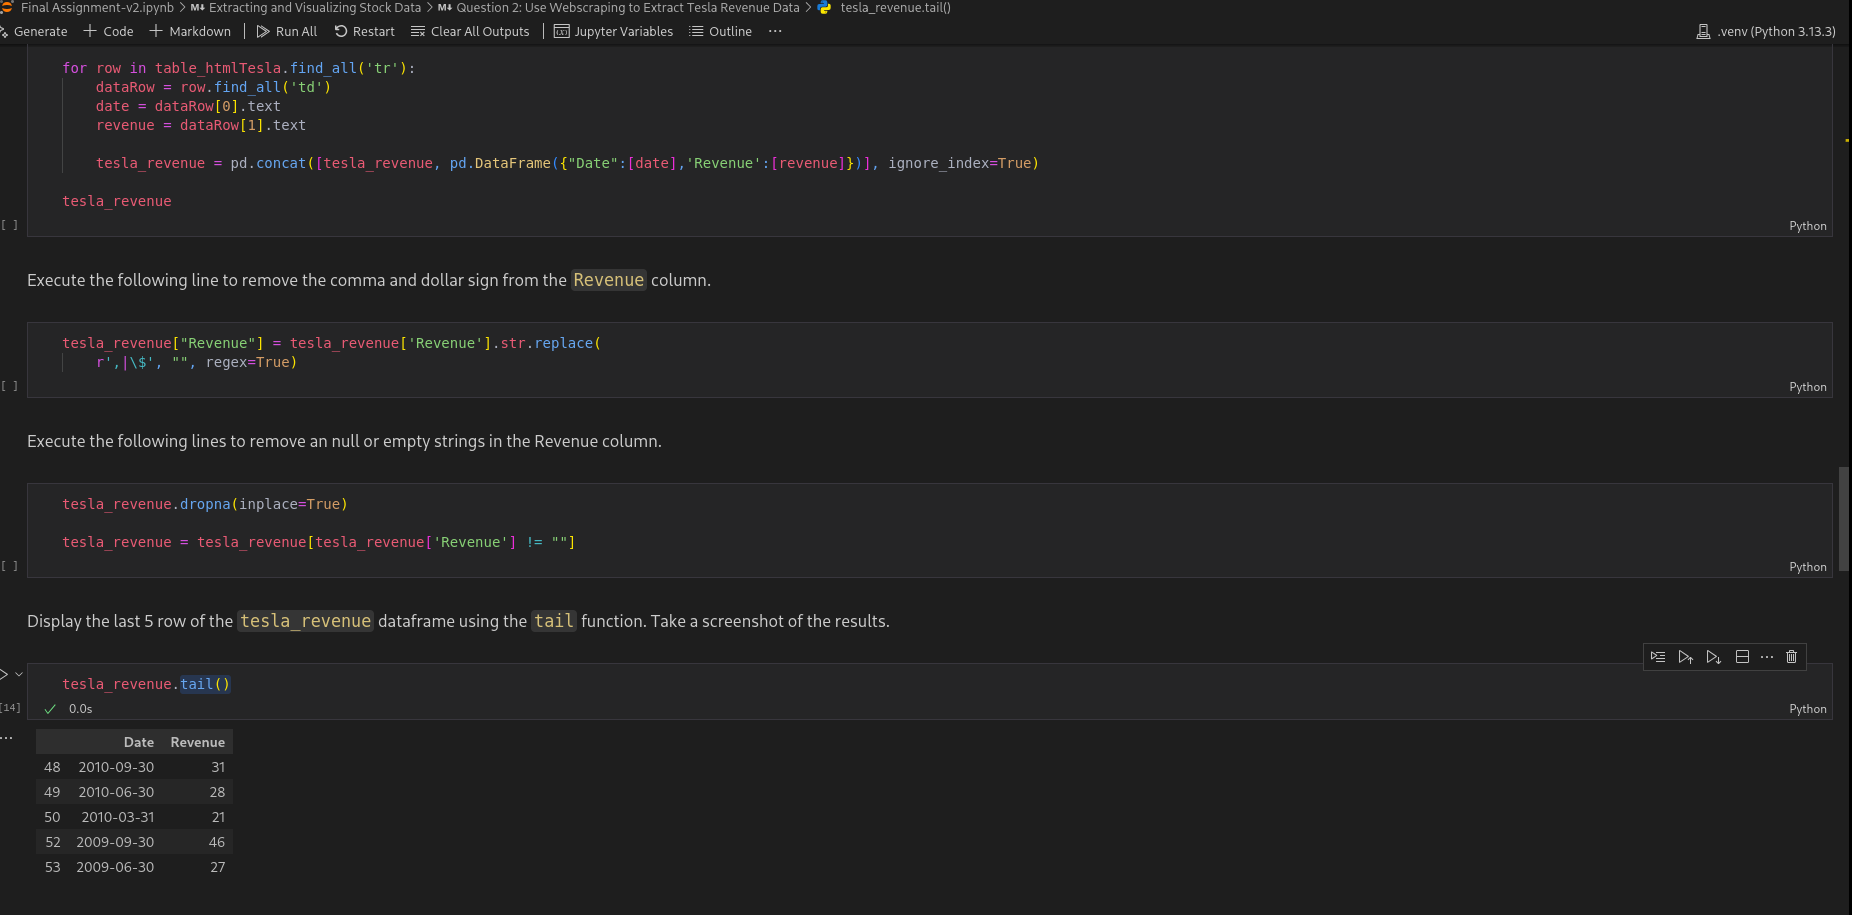 Final Assignment-v2.ipynb > M↓ Extracting and Visualizing Stock Data > M↓ Question 2: Use Webscraping to Extract Tesla Revenue Data > tesla_revenue.tail()
Generate + Code + Markdown | Run All Restart Clear All Outputs | Jupyter Variables Outline ··· .venv (Python 3.13.3)
for row in table_htmlTesla.find_all('tr'):
    dataRow = row.find_all('td')
    date = dataRow[0].text
    revenue = dataRow[1].text
    tesla_revenue = pd.concat([tesla_revenue, pd.DataFrame({"Date":[date],'Revenue':[revenue]})], ignore_index=True)
tesla_revenue
[ ] Python
Execute the following line to remove the comma and dollar sign from the Revenue column.
tesla_revenue["Revenue"] = tesla_revenue['Revenue'].str.replace(
    r',|\$', "", regex=True)
[ ] Python
Execute the following lines to remove an null or empty strings in the Revenue column.
tesla_revenue.dropna(inplace=True)
tesla_revenue = tesla_revenue[tesla_revenue['Revenue'] != ""]
[ ] Python
Display the last 5 row of the tesla_revenue dataframe using the tail function. Take a screenshot of the results.
tesla_revenue.tail()
[14] ✓ 0.0s Python
··· Date Revenue
48 2010-09-30 31
49 2010-06-30 28
50 2010-03-31 21
52 2009-09-30 46
53 2009-06-30 27